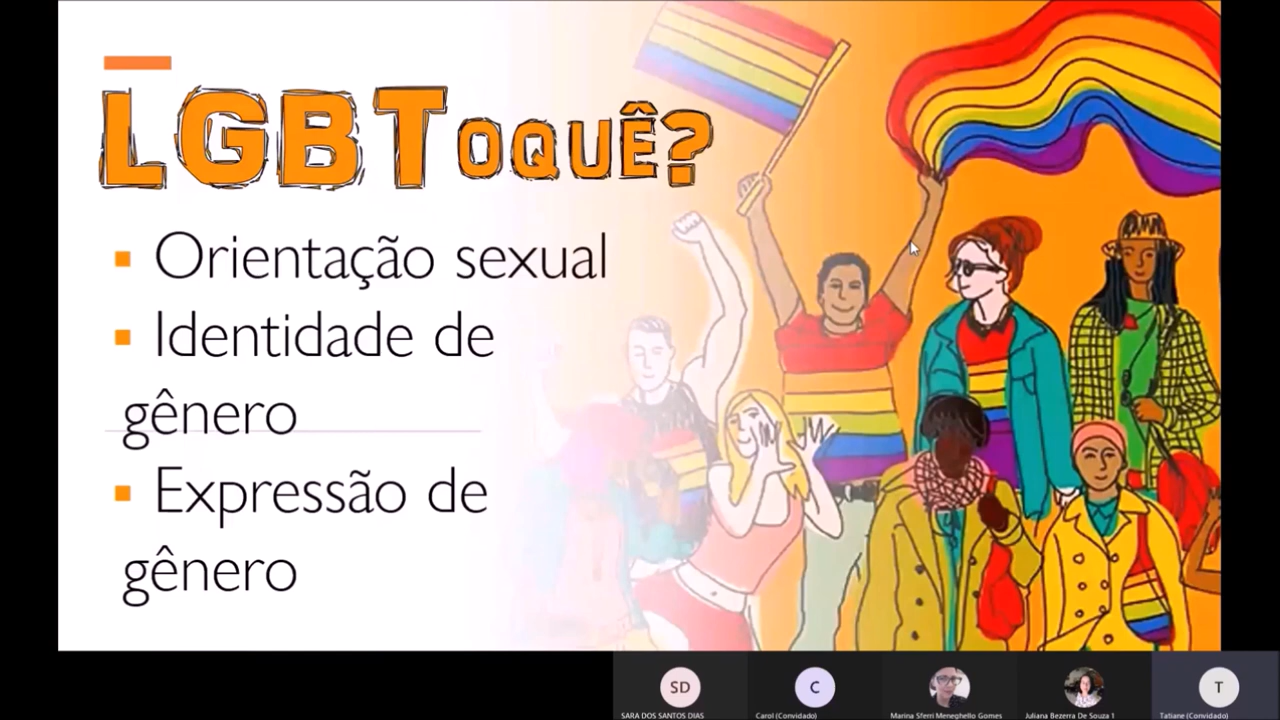 LGBTOQUÊ?
▪ Orientação sexual
▪ Identidade de
gênero
▪ Expressão de
gênero
SD
C
T
SARA DOS SANTOS DIAS
Carol (Convidado)
Marina Sferri Meneghello Gomes
Juliana Bezerra De Souza 1
Tatiane (Convidado)